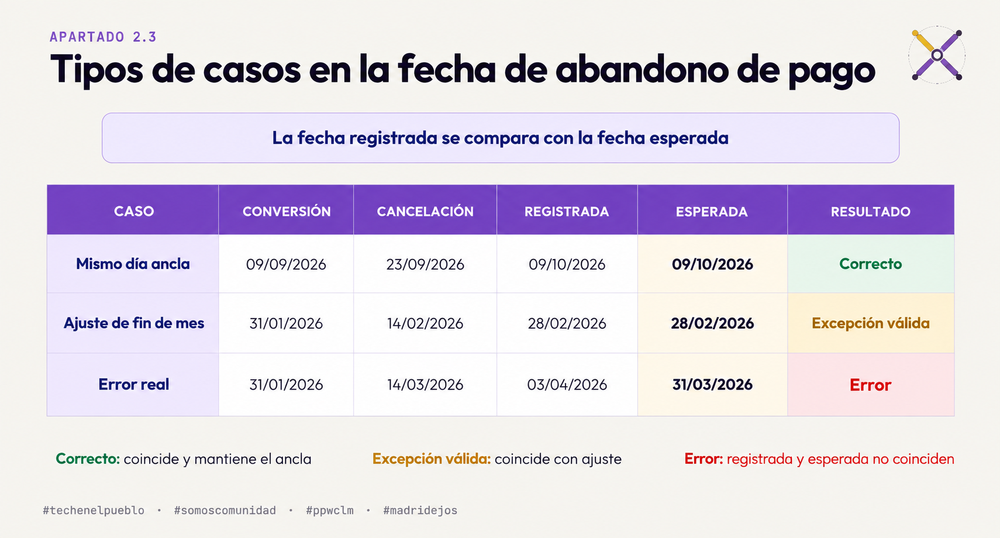 APARTADO 2.3
Tipos de casos en la fecha de abandono de pago
La fecha registrada se compara con la fecha esperada
CASO CONVERSIÓN CANCELACIÓN REGISTRADA ESPERADA RESULTADO
Mismo día ancla 09/09/2026 23/09/2026 09/10/2026 09/10/2026 Correcto
Ajuste de fin de mes 31/01/2026 14/02/2026 28/02/2026 28/02/2026 Excepción válida
Error real 31/01/2026 14/03/2026 03/04/2026 31/03/2026 Error
Correcto: coincide y mantiene el ancla Excepción válida: coincide con ajuste Error: registrada y esperada no coinciden
#techenelpueblo • #somoscomunidad • #ppwclm • #madridejos